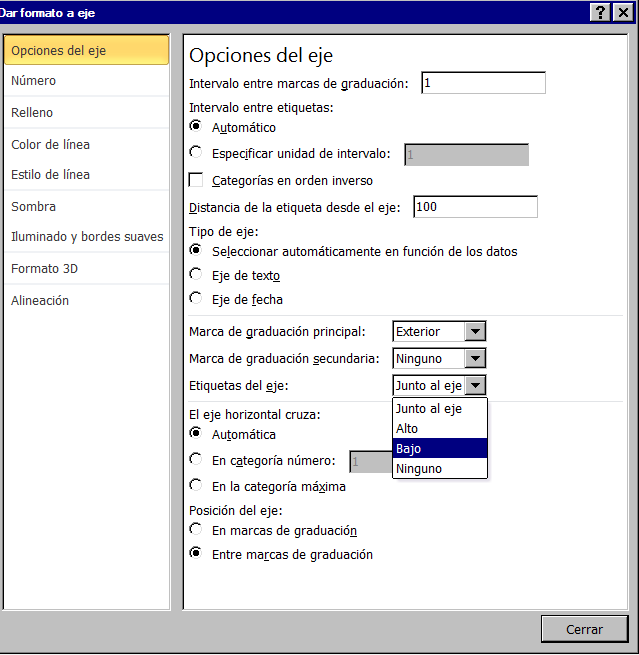 Dar formato a eje
Opciones del eje
Número
Relleno
Color de línea
Estilo de línea
Sombra
Iluminado y bordes suaves
Formato 3D
Alineación
Opciones del eje
Intervalo entre marcas de graduación: 1
Intervalo entre etiquetas:
Automático
Especificar unidad de intervalo: 1
Categorías en orden inverso
Distancia de la etiqueta desde el eje: 100
Tipo de eje:
Seleccionar automáticamente en función de los datos
Eje de texto
Eje de fecha
Marca de graduación principal: Exterior
Marca de graduación secundaria: Ninguno
Etiquetas del eje: Junto al eje
Junto al eje
Alto
Bajo
Ninguno
El eje horizontal cruza:
Automática
En categoría número: 1
En la categoría máxima
Posición del eje:
En marcas de graduación
Entre marcas de graduación
Cerrar